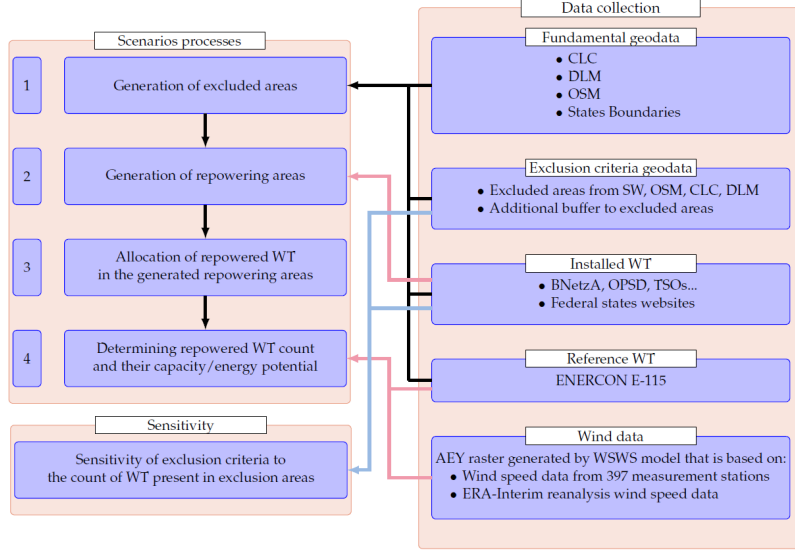 Scenarios processes
1
Generation of excluded areas
2
Generation of repowering areas
3
Allocation of repowered WT
in the generated repowering areas
4
Determining repowered WT count
and their capacity/energy potential
Sensitivity
Sensitivity of exclusion criteria to
the count of WT present in exclusion areas
Data collection
Fundamental geodata
• CLC
• DLM
• OSM
• States Boundaries
Exclusion criteria geodata
• Excluded areas from SW, OSM, CLC, DLM
• Additional buffer to excluded areas
Installed WT
• BNetzA, OPSD, TSOs...
• Federal states websites
Reference WT
ENERCON E-115
Wind data
AEY raster generated by WSWS model that is based on:
• Wind speed data from 397 measurement stations
• ERA-Interim reanalysis wind speed data